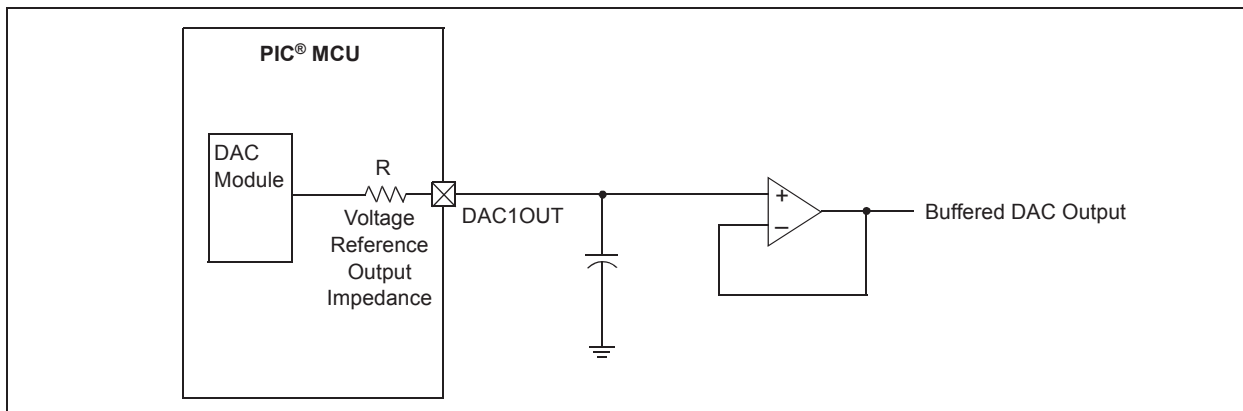 PIC® MCU
DAC
Module
R
Voltage
Reference
Output
Impedance
DAC1OUT
+
–
Buffered DAC Output